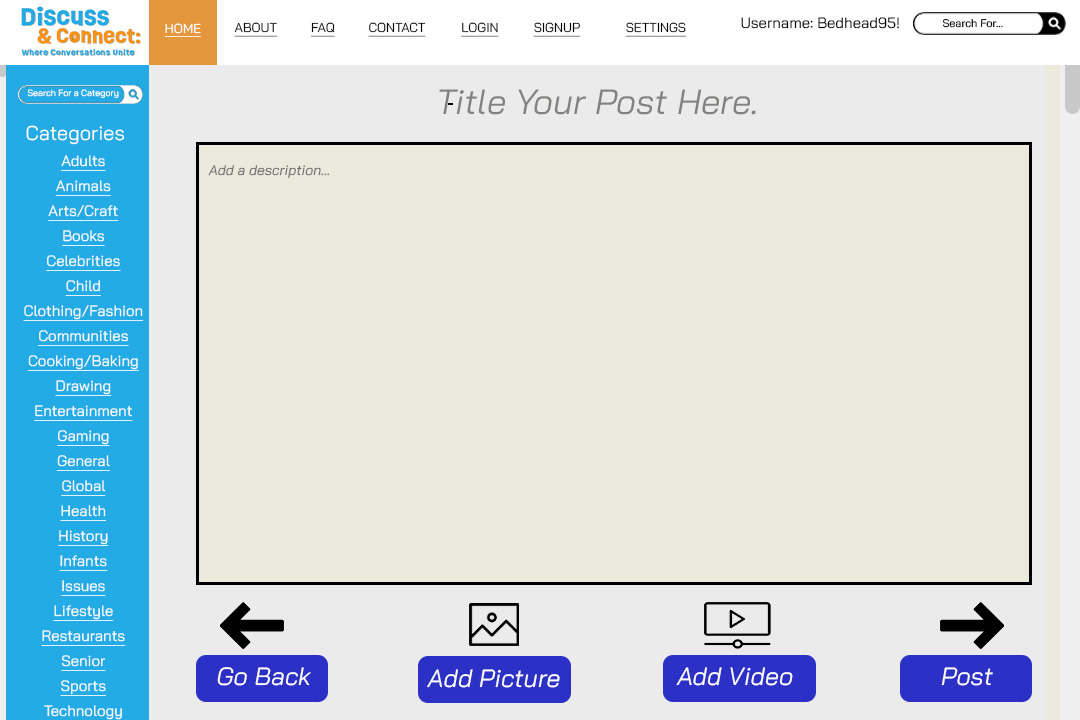 Discuss
& Connect:
Where Conversations Unite
HOME
ABOUT
FAQ
CONTACT
LOGIN
SIGNUP
SETTINGS
Username: Bedhead95!
Search For...
Search For a Category
Categories
Adults
Animals
Arts/Craft
Books
Celebrities
Child
Clothing/Fashion
Communities
Cooking/Baking
Drawing
Entertainment
Gaming
General
Global
Health
History
Infants
Issues
Lifestyle
Restaurants
Senior
Sports
Technology
Title Your Post Here.
Add a description...
Go Back
Add Picture
Add Video
Post